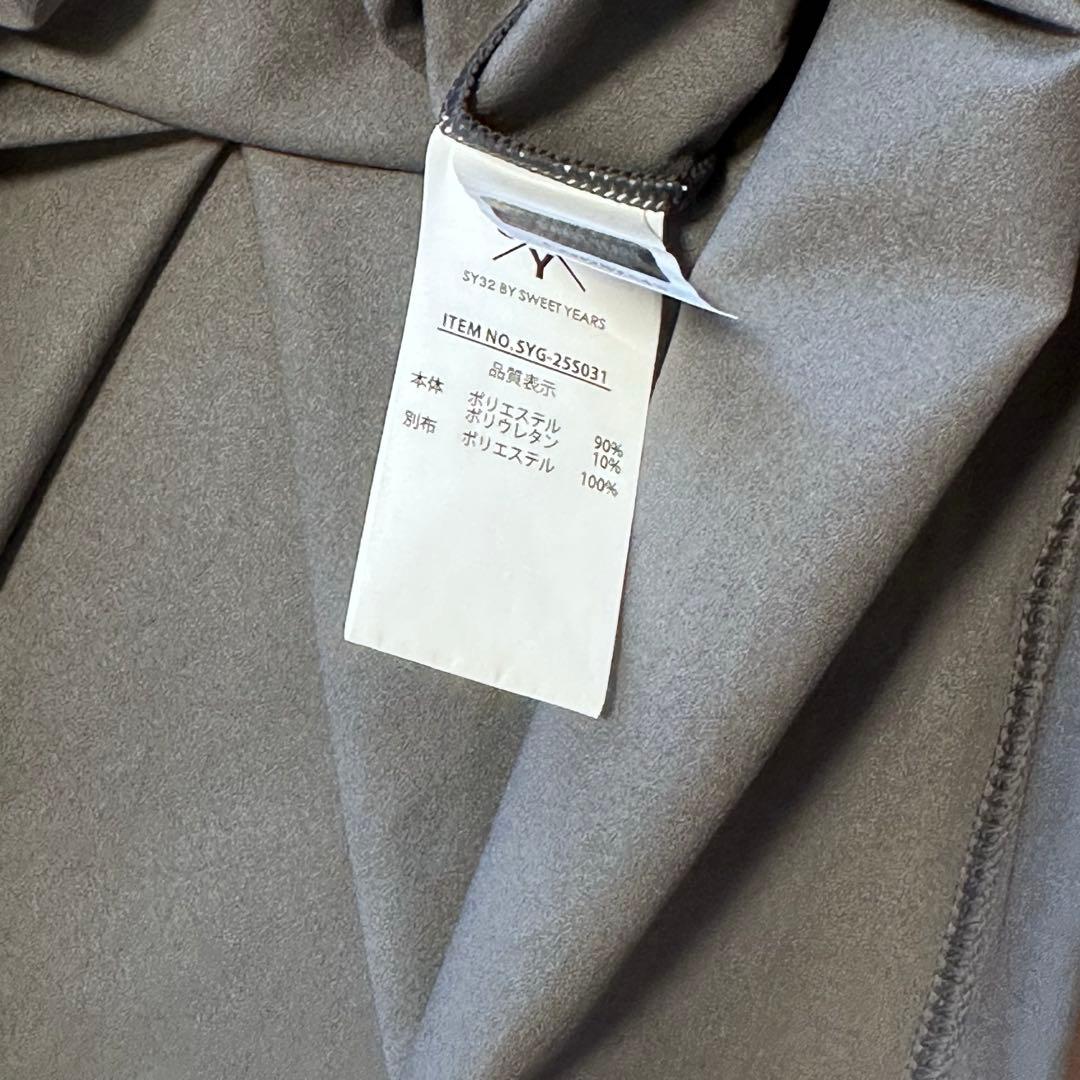 Y
SY32 BY SWEET YEARS
ITEM NO.SYG-255031
品質表示
本体 ポリエステル 90%
ポリウレタン 10%
別布 ポリエステル 100%